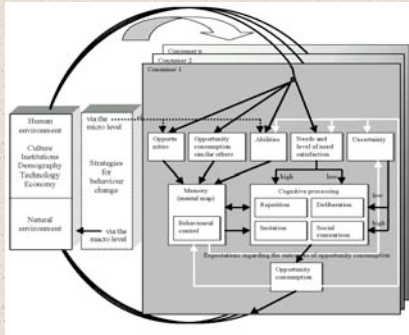 Consumer n
Consumer 2
Consumer 1
Human
environment
Culture
Institutions
Demography
Technology
Economy
Natural
environment
via the
micro level
Strategies
for
behaviour
change
via the
macro level
Opportu
nities
Opportunity
consumption
similar others
Abilities
Needs and
level of need
satisfaction
Uncertainty
high
low
Memory
(mental map)
Behavioural
control
Cognitive processing
Repetition
Deliberation
Imitation
Social
comparison
low
high
Expectations regarding the outcomes of opportunity consumption
Opportunity
consumption